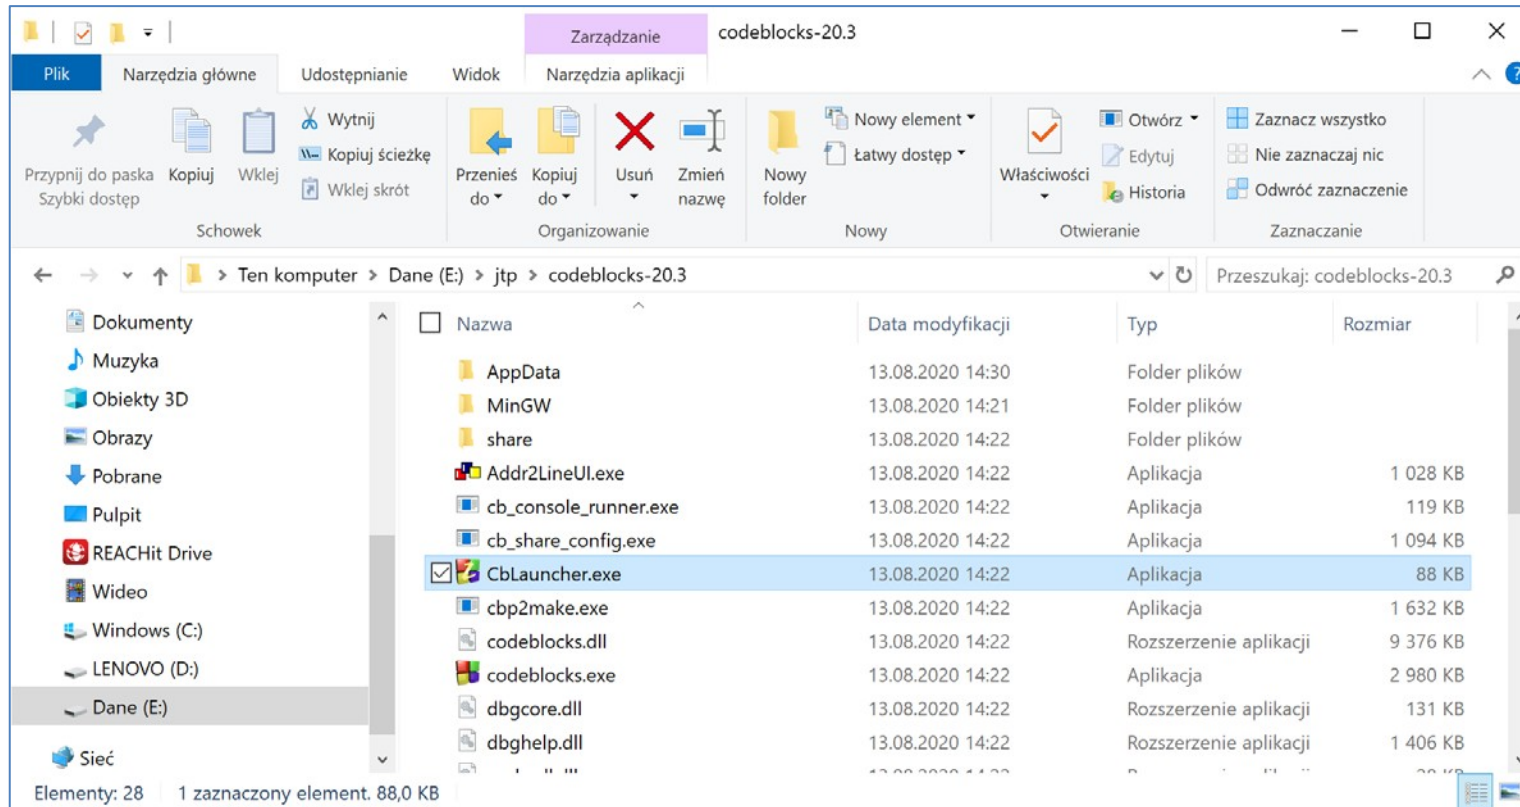 Zarządzanie codeblocks-20.3
Plik Narzędzia główne Udostępnianie Widok Narzędzia aplikacji
Przypnij do paska
Szybki dostęp
Kopiuj
Wklej
Wytnij
Kopiuj ścieżkę
Wklej skrót
Schowek
Przenieś
do
Kopiuj
do
Usuń
Zmień
nazwę
Organizowanie
Nowy
folder
Nowy element
Łatwy dostęp
Nowy
Właściwości
Otwórz
Edytuj
Historia
Otwieranie
Zaznacz wszystko
Nie zaznaczaj nic
Odwróć zaznaczenie
Zaznaczanie
Ten komputer > Dane (E:) > jtp > codeblocks-20.3
Przeszukaj: codeblocks-20.3
Dokumenty
Muzyka
Obiekty 3D
Obrazy
Pobrane
Pulpit
REACHit Drive
Wideo
Windows (C:)
LENOVO (D:)
Dane (E:)
Sieć
Nazwa Data modyfikacji Typ Rozmiar
AppData 13.08.2020 14:30 Folder plików
MinGW 13.08.2020 14:21 Folder plików
share 13.08.2020 14:22 Folder plików
Addr2LineUI.exe 13.08.2020 14:22 Aplikacja 1 028 KB
cb_console_runner.exe 13.08.2020 14:22 Aplikacja 119 KB
cb_share_config.exe 13.08.2020 14:22 Aplikacja 1 094 KB
CbLauncher.exe 13.08.2020 14:22 Aplikacja 88 KB
cbp2make.exe 13.08.2020 14:22 Aplikacja 1 632 KB
codeblocks.dll 13.08.2020 14:22 Rozszerzenie aplikacji 9 376 KB
codeblocks.exe 13.08.2020 14:22 Aplikacja 2 980 KB
dbgcore.dll 13.08.2020 14:22 Rozszerzenie aplikacji 131 KB
dbghelp.dll 13.08.2020 14:22 Rozszerzenie aplikacji 1 406 KB
Elementy: 28 1 zaznaczony element. 88,0 KB